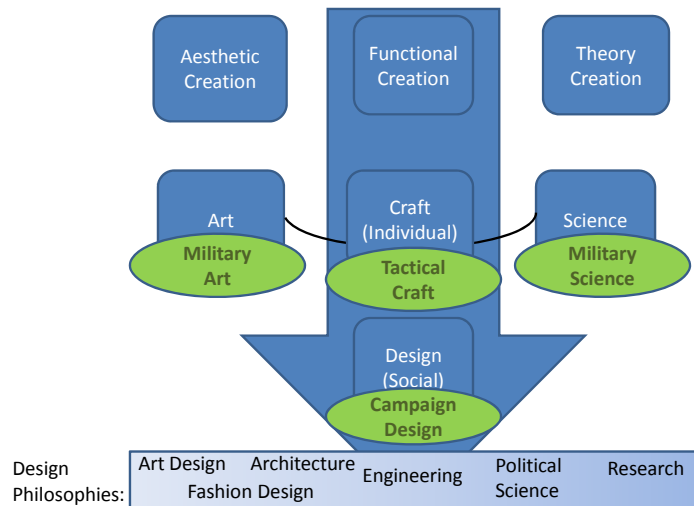 Aesthetic
Creation
Functional
Creation
Theory
Creation
Art
Military
Art
Craft
(Individual)
Tactical
Craft
Science
Military
Science
Design
(Social)
Campaign
Design
Design
Philosophies:
Art Design
Architecture
Fashion Design
Engineering
Political
Science
Research